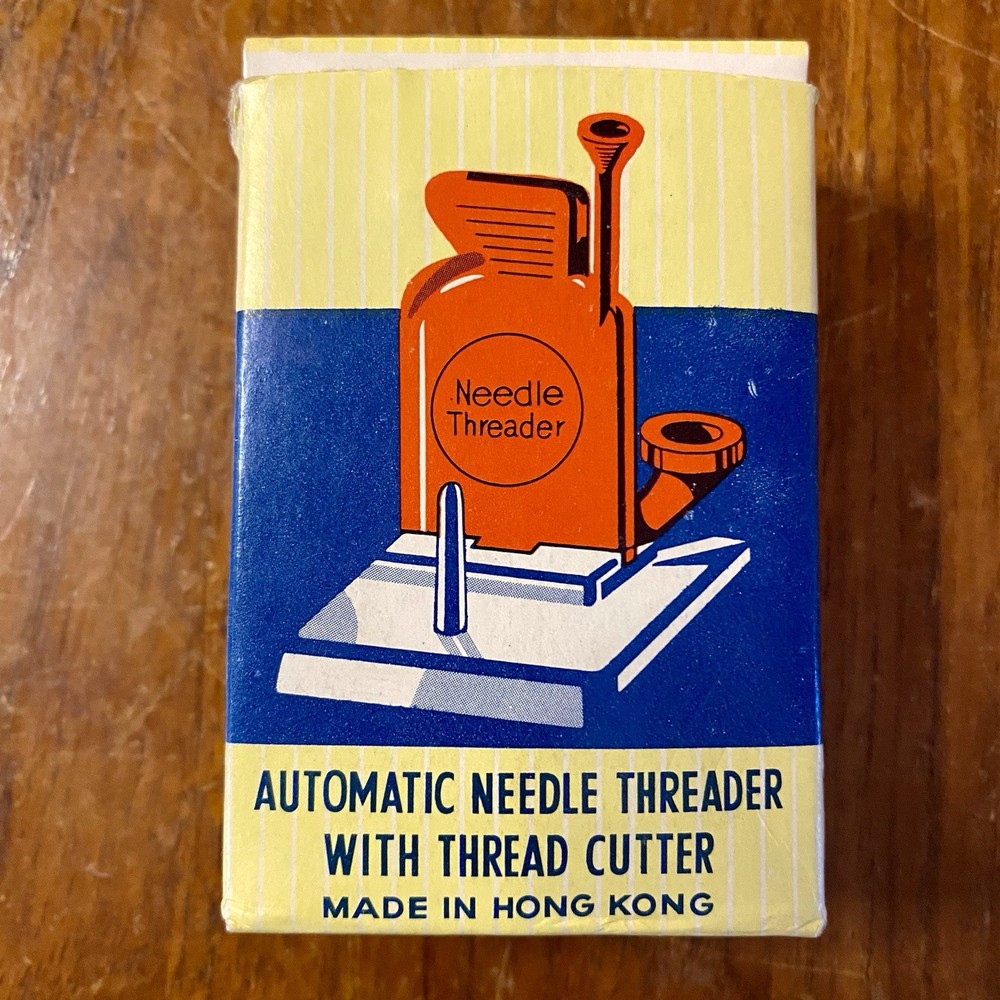 Needle
Threader
AUTOMATIC NEEDLE THREADER
WITH THREAD CUTTER
MADE IN HONG KONG